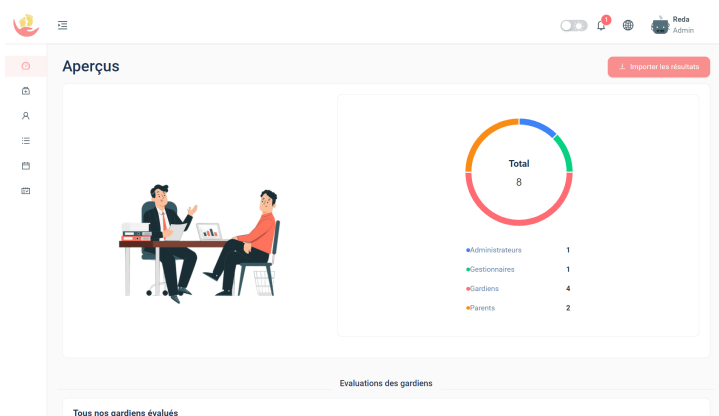 1
Reda
Admin
Aperçus
Importer les résultats
Total
8
Administrateurs 1
Gestionnaires 1
Gardiens 4
Parents 2
Evaluations des gardiens
Tous nos gardiens évalués